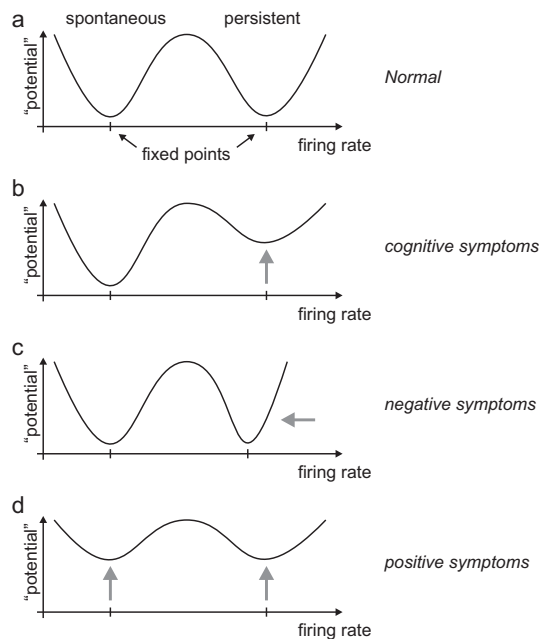 a
spontaneous persistent
“potential”
Normal
fixed points
firing rate
b
“potential”
cognitive symptoms
firing rate
c
“potential”
negative symptoms
firing rate
d
“potential”
positive symptoms
firing rate